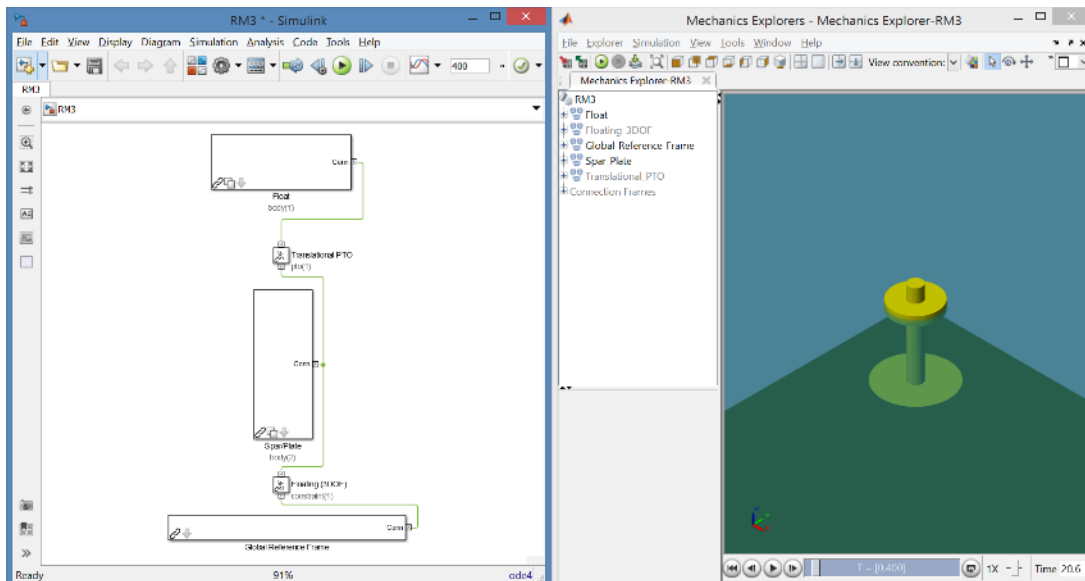 RM3 * - Simulink
File Edit View Display Diagram Simulation Analysis Code Tools Help
400
RM3
RM3
Conn
Float
body(1)
Translational PTO
pto(1)
Conn
Spar/Plate
body(2)
Floating (3DOF)
constraint(1)
Conn
Global Reference Frame
Ready 91% ode4
Mechanics Explorers - Mechanics Explorer-RM3
File Explorer Simulation View Tools Window Help
View convention:
Mechanics Explorer-RM3
RM3
Float
Floating 3DOF
Global Reference Frame
Spar Plate
Translational PTO
Connection Frames
T = [0.400] 1X Time 20.6